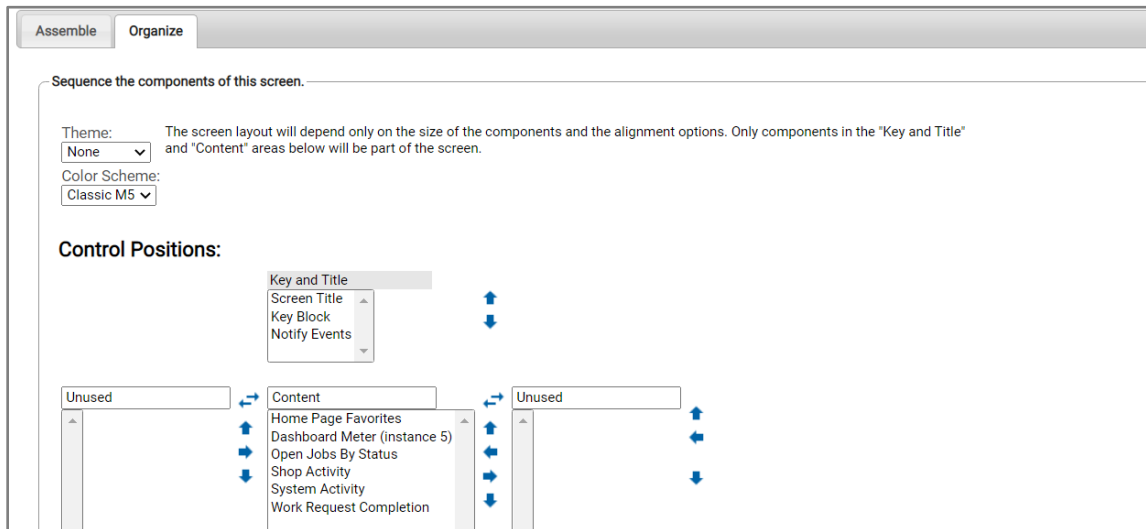 Assemble
Organize
Sequence the components of this screen.
Theme:
None
The screen layout will depend only on the size of the components and the alignment options. Only components in the "Key and Title"
and "Content" areas below will be part of the screen.
Color Scheme:
Classic M5
Control Positions:
Key and Title
Screen Title
Key Block
Notify Events
Unused
Content
Unused
Home Page Favorites
Dashboard Meter (instance 5)
Open Jobs By Status
Shop Activity
System Activity
Work Request Completion